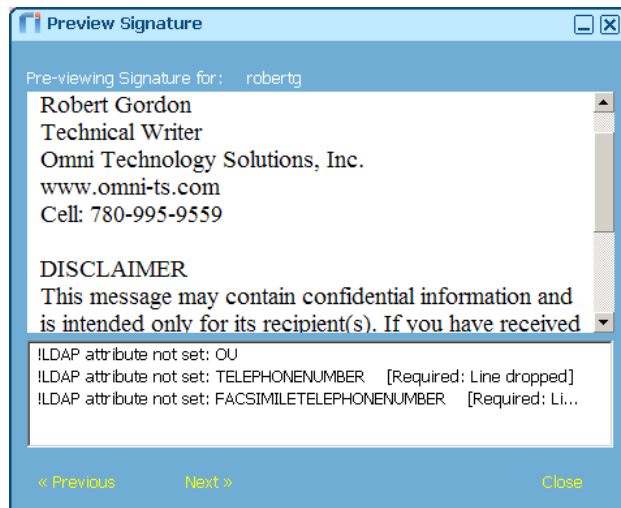 Preview Signature
Pre-viewing Signature for: robertg
Robert Gordon
Technical Writer
Omni Technology Solutions, Inc.
www.omni-ts.com
Cell: 780-995-9559
DISCLAIMER
This message may contain confidential information and
is intended only for its recipient(s). If you have received
!LDAP attribute not set: OU
!LDAP attribute not set: TELEPHONENUMBER [Required: Line dropped]
!LDAP attribute not set: FACSIMILETELEPHONENUMBER [Required: Li...
« Previous Next » Close